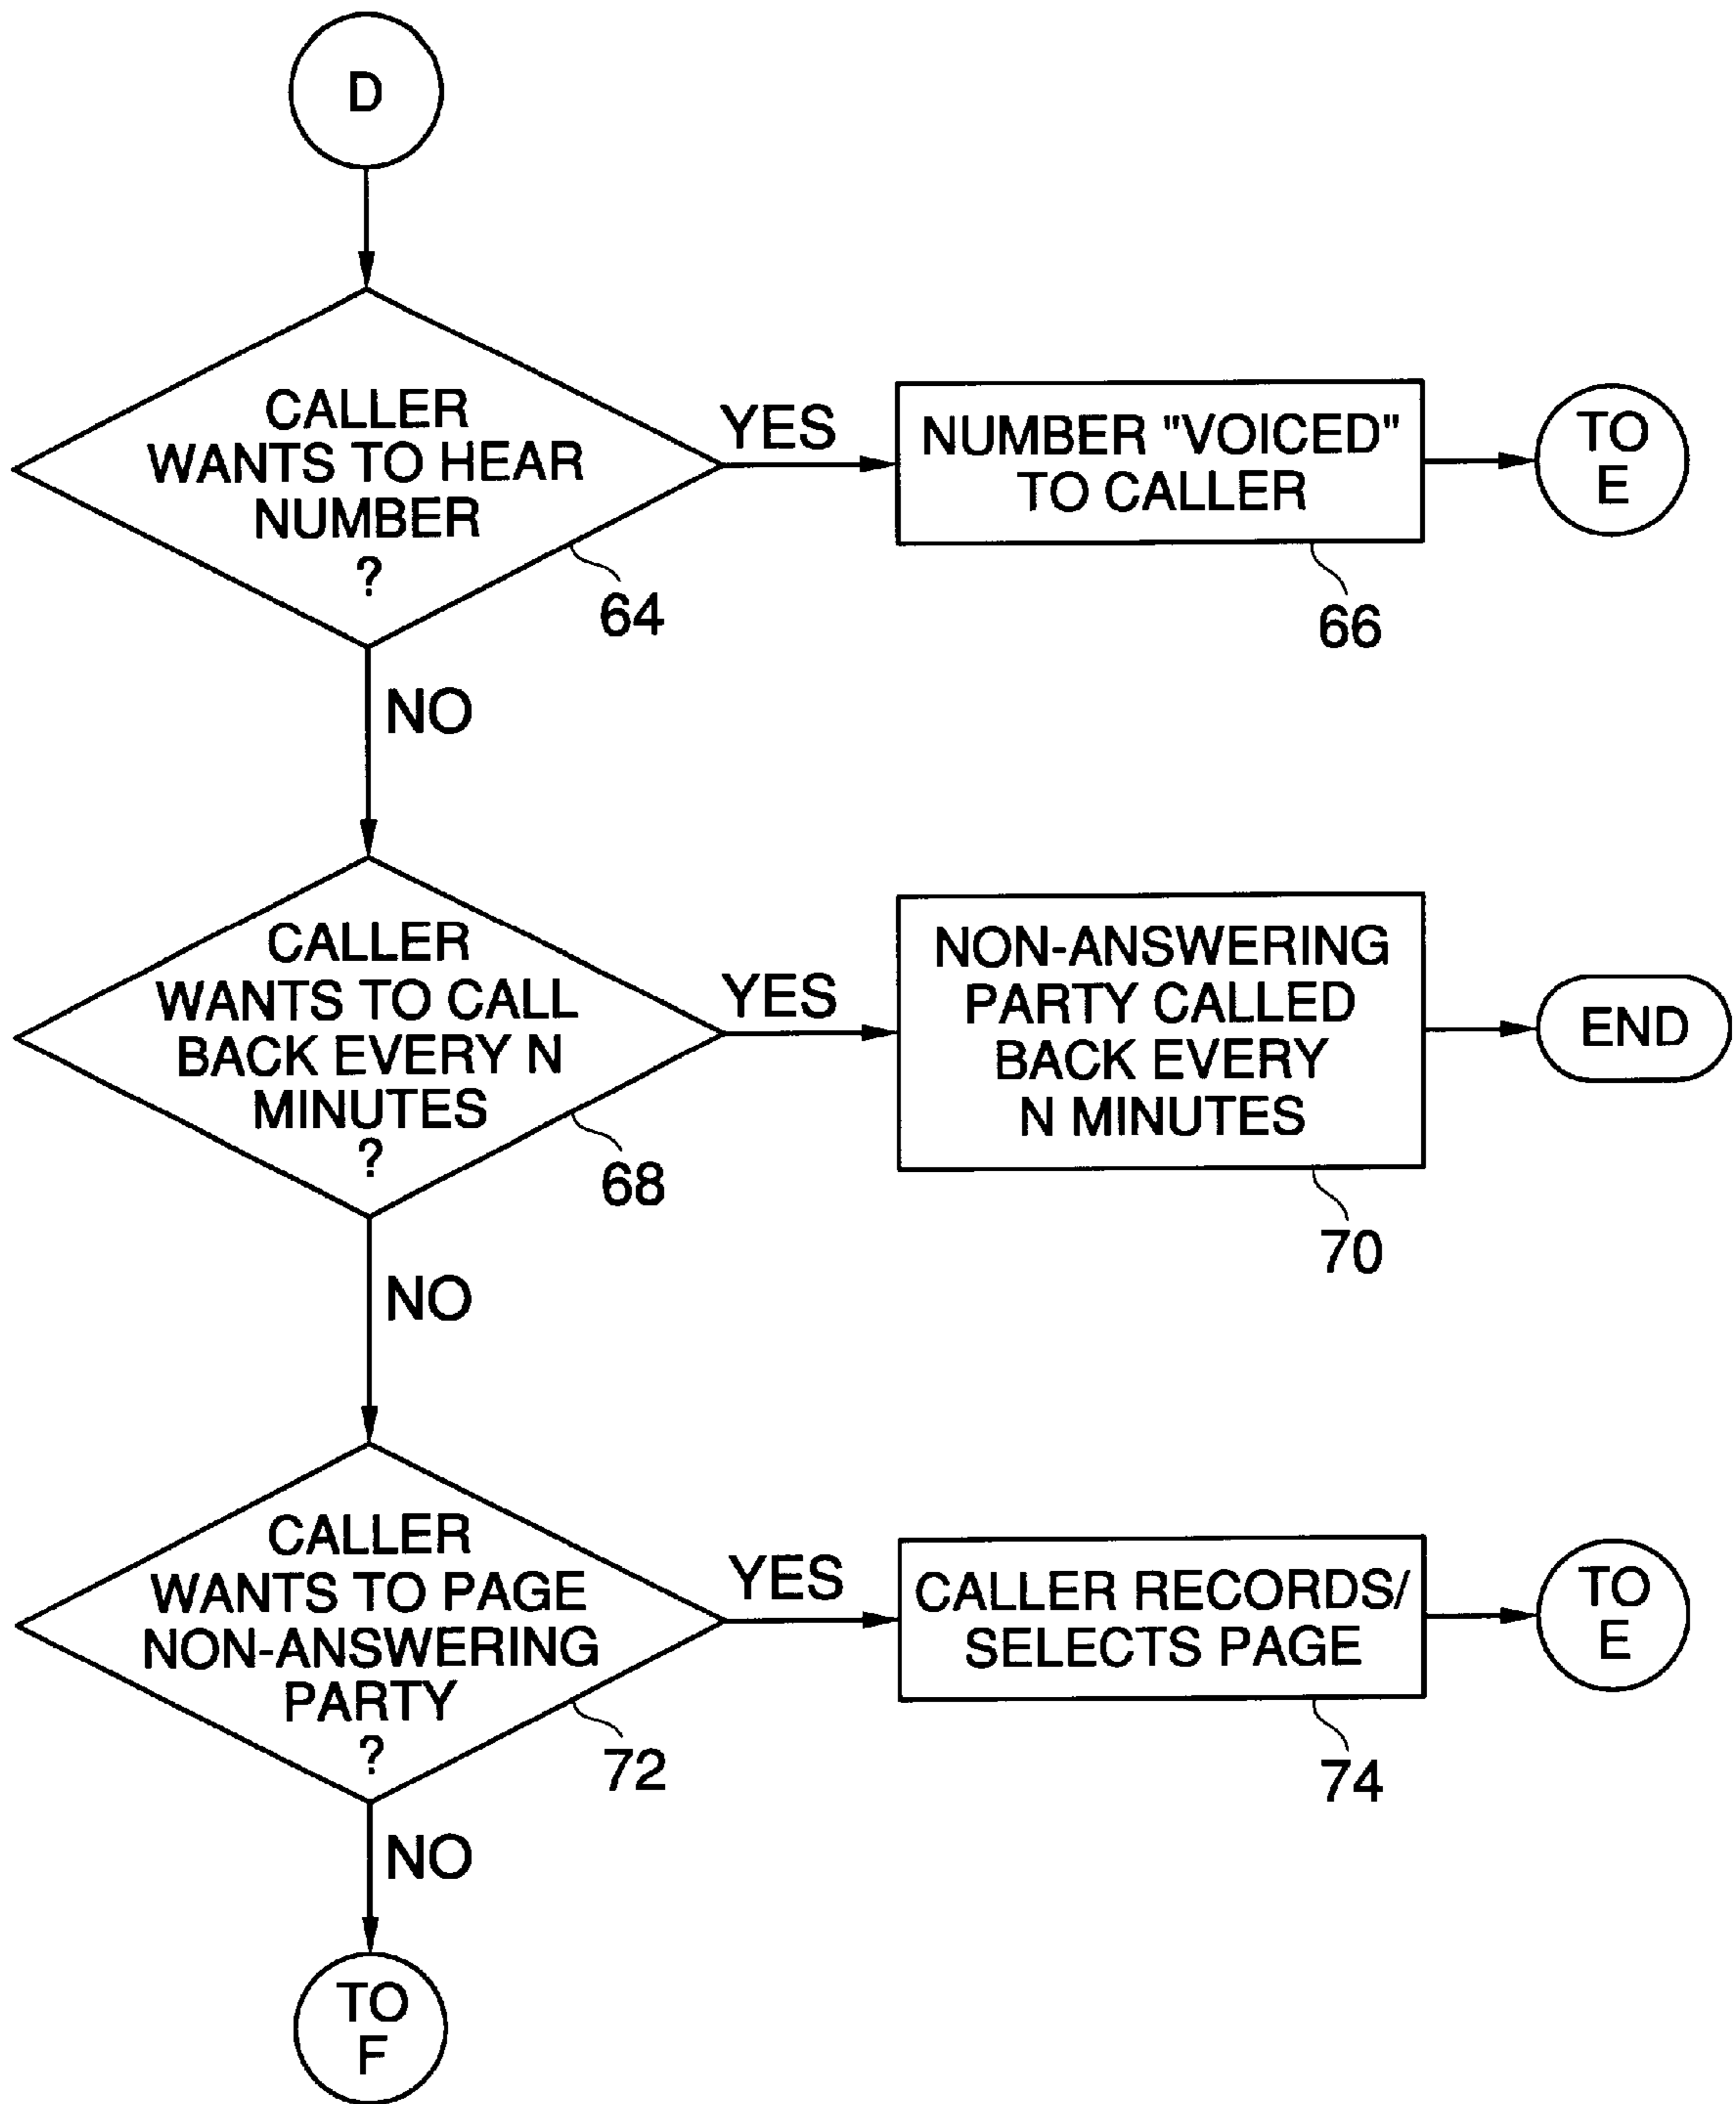 D
CALLER
WANTS TO HEAR
NUMBER
?
64
YES
NUMBER "VOICED"
TO CALLER
66
TO
E
NO
CALLER
WANTS TO CALL
BACK EVERY N
MINUTES
?
68
YES
NON-ANSWERING
PARTY CALLED
BACK EVERY
N MINUTES
70
END
NO
CALLER
WANTS TO PAGE
NON-ANSWERING
PARTY
?
72
YES
CALLER RECORDS/
SELECTS PAGE
74
TO
E
NO
TO
F